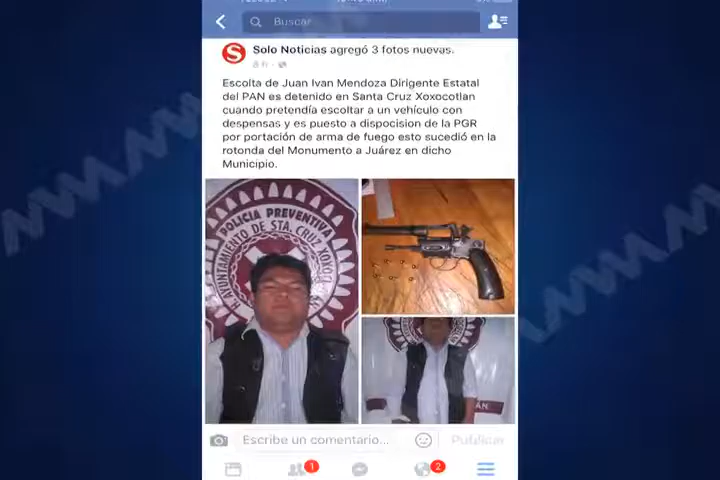 Buscar
Solo Noticias agregó 3 fotos nuevas.
8 h
Escolta de Juan Ivan Mendoza Dirigente Estatal
del PAN es detenido en Santa Cruz Xoxocotlan
cuando pretendía escoltar a un vehículo con
despensas y es puesto a dispocision de la PGR
por portación de arma de fuego esto sucedió en la
rotonda del Monumento a Juárez en dicho
Municipio.
POLICIA PREVENTIVA
H. AYUNTAMIENTO DE STA. CRUZ XOXOC
Escribe un comentario...
Publicar
1
2